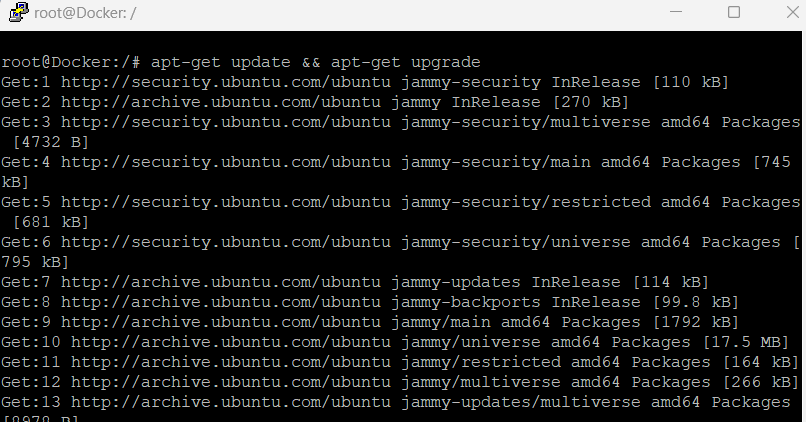 root@Docker: /
root@Docker:/# apt-get update && apt-get upgrade
Get:1 http://security.ubuntu.com/ubuntu jammy-security InRelease [110 kB]
Get:2 http://archive.ubuntu.com/ubuntu jammy InRelease [270 kB]
Get:3 http://security.ubuntu.com/ubuntu jammy-security/multiverse amd64 Packages
 [4732 B]
Get:4 http://security.ubuntu.com/ubuntu jammy-security/main amd64 Packages [745
kB]
Get:5 http://security.ubuntu.com/ubuntu jammy-security/restricted amd64 Packages
 [681 kB]
Get:6 http://security.ubuntu.com/ubuntu jammy-security/universe amd64 Packages [
795 kB]
Get:7 http://archive.ubuntu.com/ubuntu jammy-updates InRelease [114 kB]
Get:8 http://archive.ubuntu.com/ubuntu jammy-backports InRelease [99.8 kB]
Get:9 http://archive.ubuntu.com/ubuntu jammy/main amd64 Packages [1792 kB]
Get:10 http://archive.ubuntu.com/ubuntu jammy/universe amd64 Packages [17.5 MB]
Get:11 http://archive.ubuntu.com/ubuntu jammy/restricted amd64 Packages [164 kB]
Get:12 http://archive.ubuntu.com/ubuntu jammy/multiverse amd64 Packages [266 kB]
Get:13 http://archive.ubuntu.com/ubuntu jammy-updates/multiverse amd64 Packages